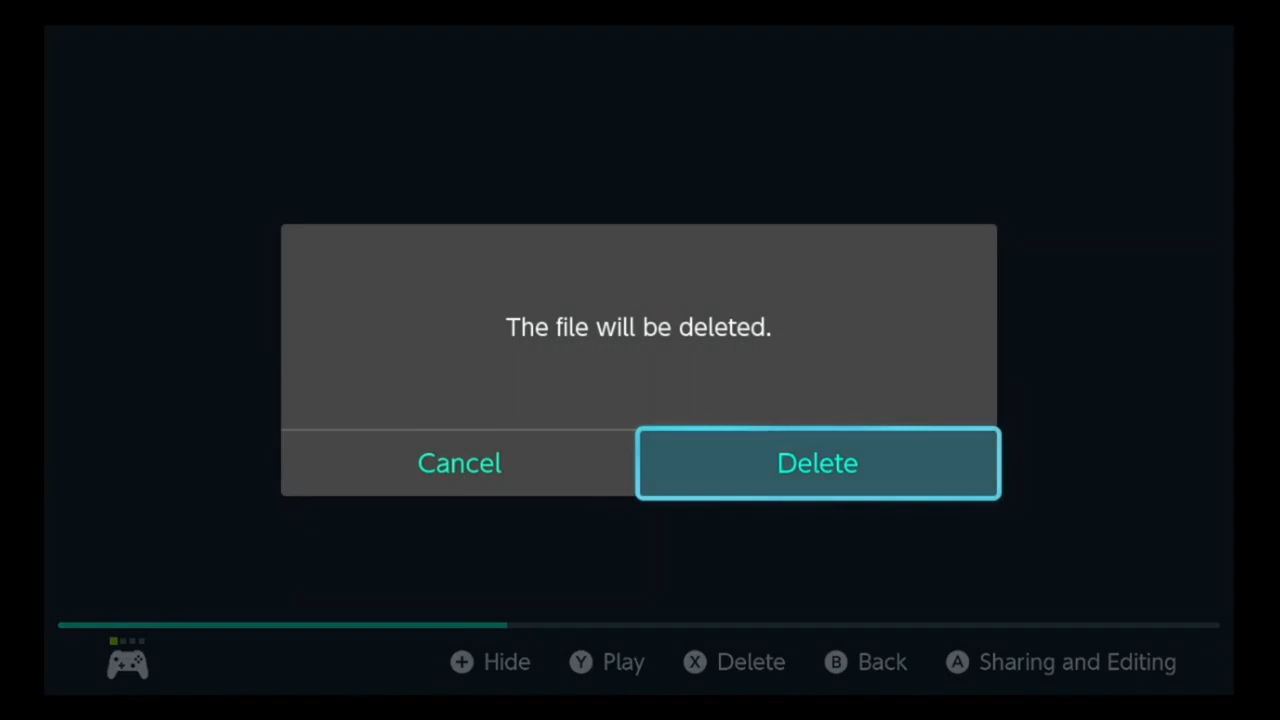 The file will be deleted.
Cancel Delete
+ Hide Y Play X Delete B Back A Sharing and Editing